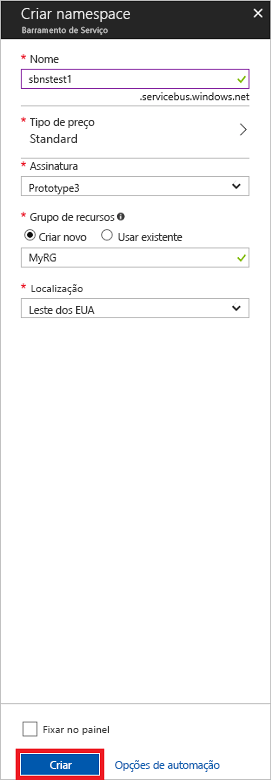 Criar namespace
Barramento de Serviço
* Nome
sbnstest1
.servicebus.windows.net
* Tipo de preço
Standard
* Assinatura
Prototype3
* Grupo de recursos
Criar novo Usar existente
MyRG
* Localização
Leste dos EUA
Fixar no painel
Criar Opções de automação